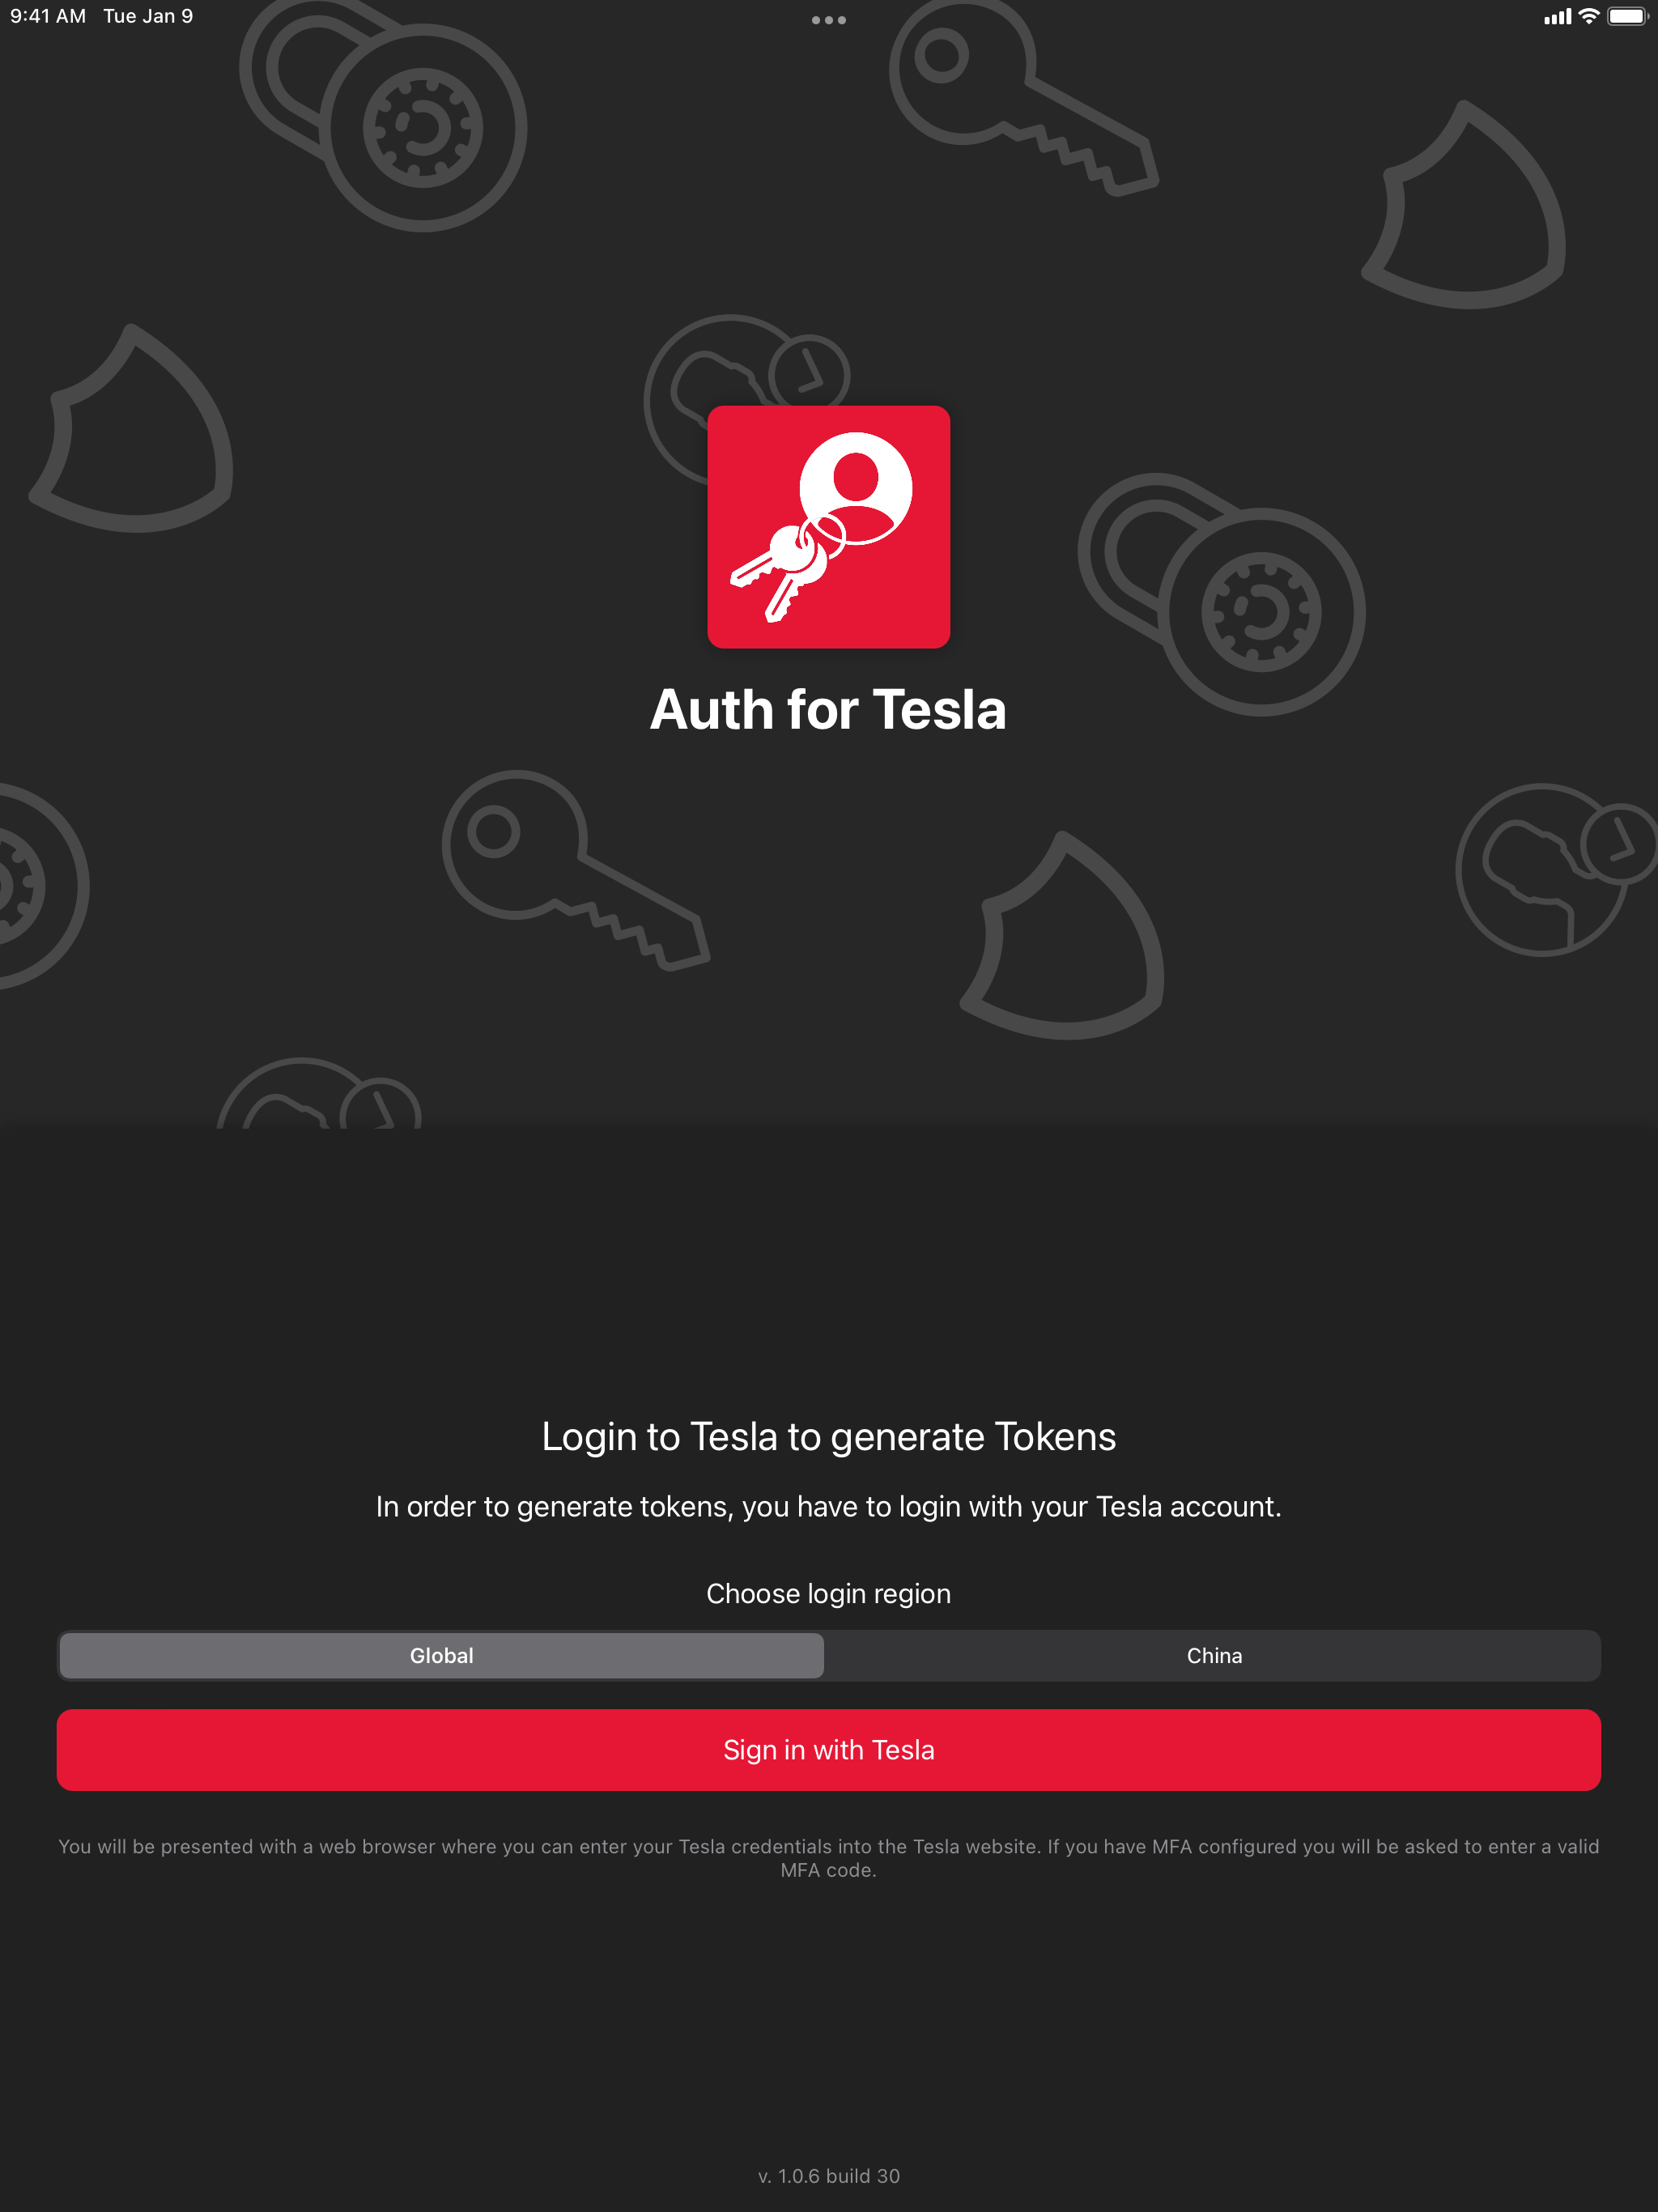 9:41 AM Tue Jan 9
Auth for Tesla
Login to Tesla to generate Tokens
In order to generate tokens, you have to login with your Tesla account.
Choose login region
Global China
Sign in with Tesla
You will be presented with a web browser where you can enter your Tesla credentials into the Tesla website. If you have MFA configured you will be asked to enter a valid
MFA code.
v. 1.0.6 build 30